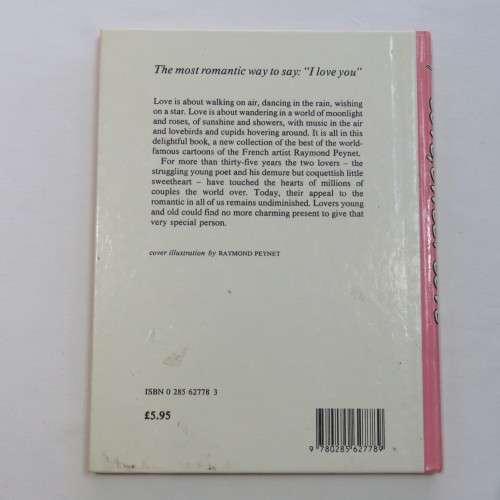 The most romantic way to say: "I love you"
Love is about walking on air, dancing in the rain, wishing
on a star. Love is about wandering in a world of moonlight
and roses, of sunshine and showers, with music in the air
and lovebirds and cupids hovering around. It is all in this
delightful book, a new collection of the best of the world-
famous cartoons of the French artist Raymond Peynet.
For more than thirty-five years the two lovers – the
struggling young poet and his demure but coquettish little
sweetheart – have touched the hearts of millions of
couples the world over. Today, their appeal to the
romantic in all of us remains undiminished. Lovers young
and old could find no more charming present to give that
very special person.
cover illustration by RAYMOND PEYNET
ISBN 0 285 62778 3
£5.95
9 780285 627789